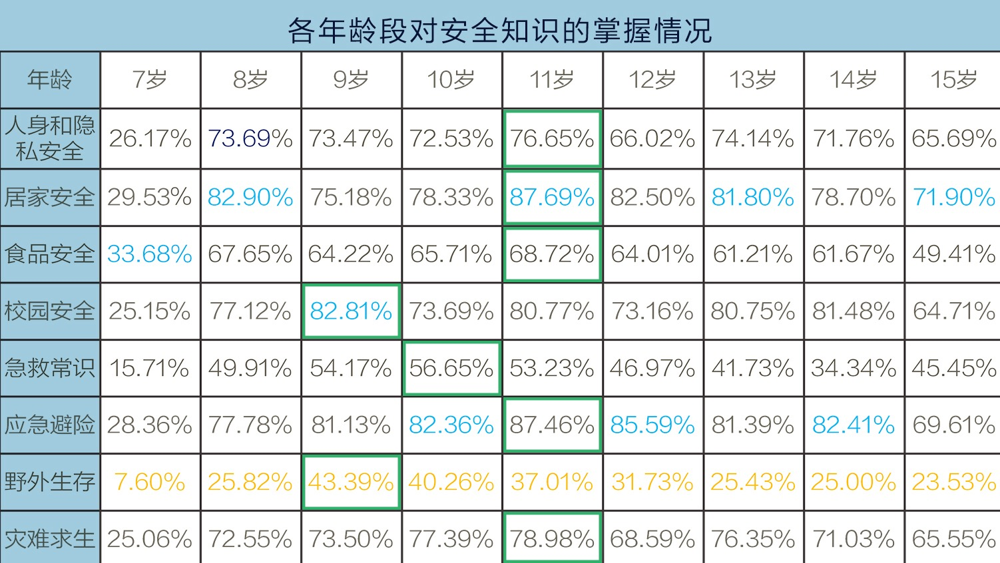 各年龄段对安全知识的掌握情况
年龄 7岁 8岁 9岁 10岁 11岁 12岁 13岁 14岁 15岁
人身和隐
私安全 26.17% 73.69% 73.47% 72.53% 76.65% 66.02% 74.14% 71.76% 65.69%
居家安全 29.53% 82.90% 75.18% 78.33% 87.69% 82.50% 81.80% 78.70% 71.90%
食品安全 33.68% 67.65% 64.22% 65.71% 68.72% 64.01% 61.21% 61.67% 49.41%
校园安全 25.15% 77.12% 82.81% 73.69% 80.77% 73.16% 80.75% 81.48% 64.71%
急救常识 15.71% 49.91% 54.17% 56.65% 53.23% 46.97% 41.73% 34.34% 45.45%
应急避险 28.36% 77.78% 81.13% 82.36% 87.46% 85.59% 81.39% 82.41% 69.61%
野外生存 7.60% 25.82% 43.39% 40.26% 37.01% 31.73% 25.43% 25.00% 23.53%
灾难求生 25.06% 72.55% 73.50% 77.39% 78.98% 68.59% 76.35% 71.03% 65.55%